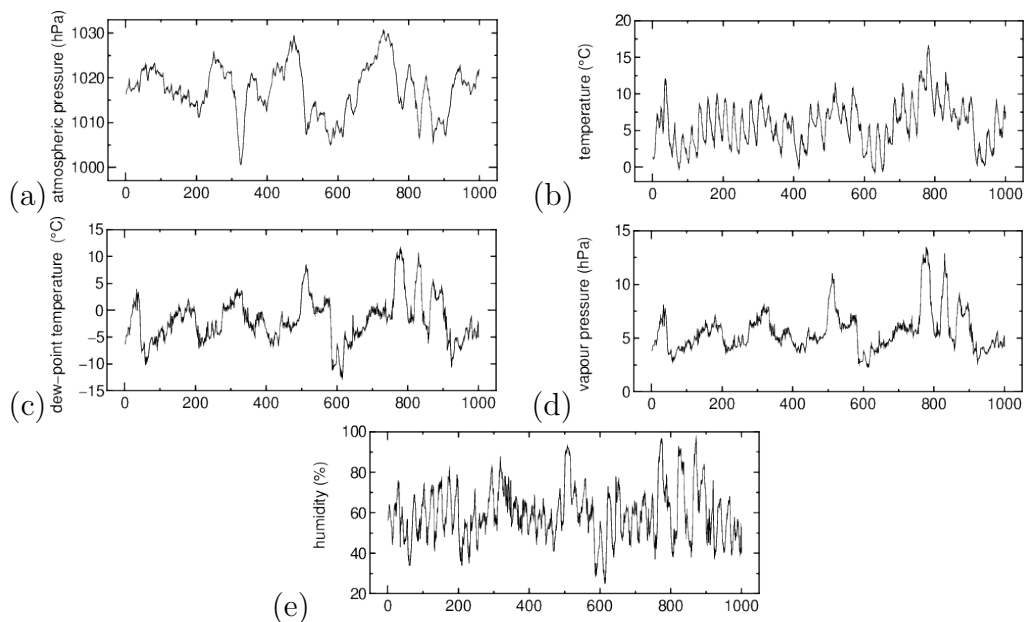 (a)
atmospheric pressure (hPa)
1030
1020
1010
1000
0 200 400 600 800 1000
(b)
temperature (°C)
20
15
10
5
0
0 200 400 600 800 1000
(c)
dew-point temperature (°C)
15
10
5
0
-5
-10
-15
0 200 400 600 800 1000
(d)
vapour pressure (hPa)
15
10
5
0
0 200 400 600 800 1000
(e)
humidity (%)
100
80
60
40
20
0 200 400 600 800 1000